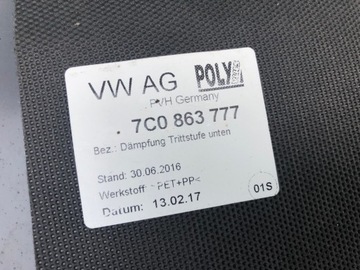 VW AG POLY
PVH Germany
. 7C0 863 777
Bez.: Dämpfung Trittstufe unten
Stand: 30.06.2016
Werkstoff >PET+PP<
Datum: 13.02.17 01S